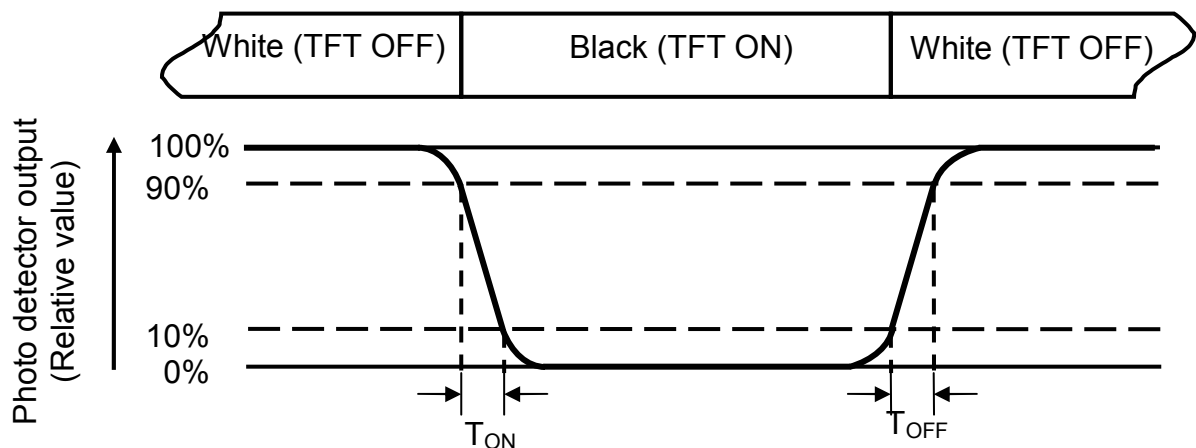 White (TFT OFF)
Black (TFT ON)
White (TFT OFF)
Photo detector output
(Relative value)
100%
90%
10%
0%
TON
TOFF